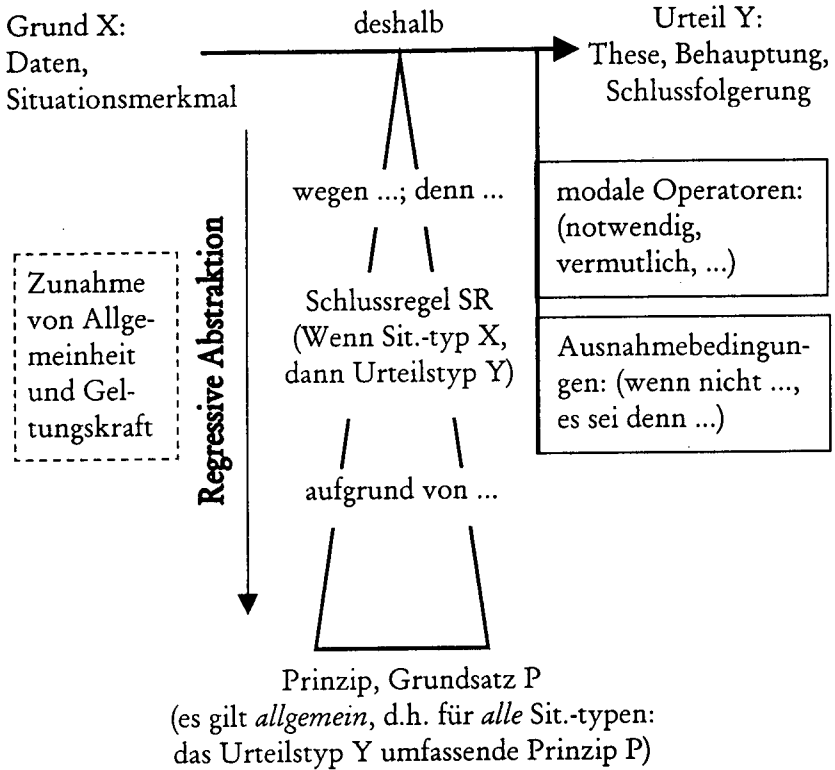 Grund X:
Daten,
Situationsmerkmal
deshalb
Urteil Y:
These, Behauptung,
Schlussfolgerung
wegen ...; denn ...
modale Operatoren:
(notwendig,
vermutlich, ...)
Regressive Abstraktion
Zunahme
von Allge-
meinheit
und Gel-
tungskraft
Schlussregel SR
(Wenn Sit.-typ X,
dann Urteilstyp Y)
Ausnahmebedingun-
gen: (wenn nicht ...,
es sei denn ...)
aufgrund von ...
Prinzip, Grundsatz P
(es gilt allgemein, d.h. für alle Sit.-typen:
das Urteilstyp Y umfassende Prinzip P)